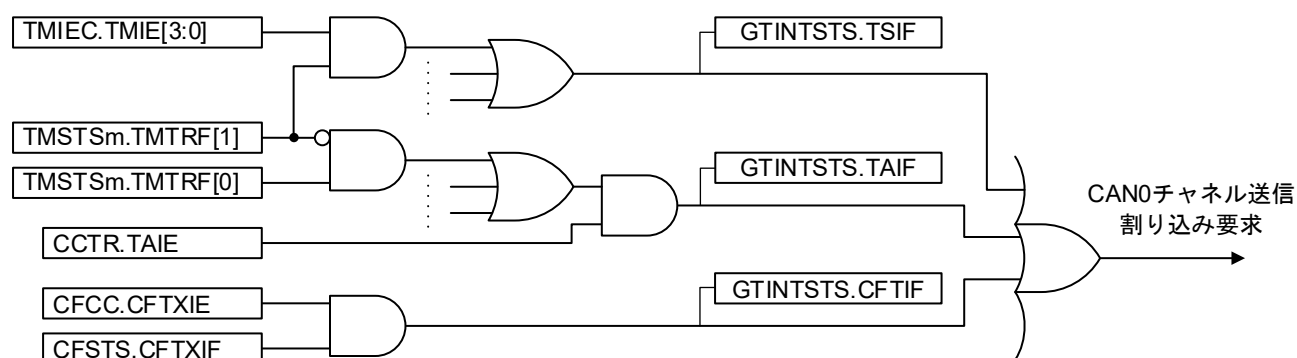 TMIEC.TMIE[3:0]
GTINTSTS.TSIF
TMSTSm.TMTRF[1]
TMSTSm.TMTRF[0]
GTINTSTS.TAIF
CAN0チャネル送信
割り込み要求
CCTR.TAIE
GTINTSTS.CFTIF
CFCC.CFTXIE
CFSTS.CFTXIF